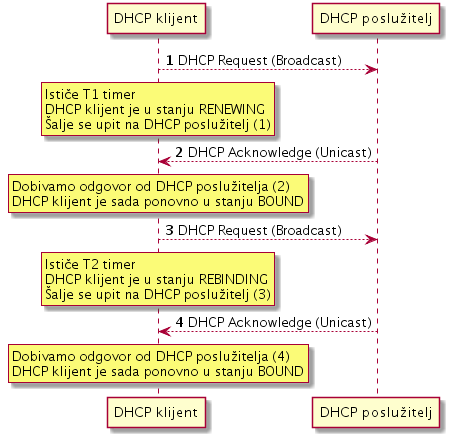 DHCP klijent
DHCP poslužitelj
1 DHCP Request (Broadcast)
Ističe T1 timer
DHCP klijent je u stanju RENEWING
Šalje se upit na DHCP poslužitelj (1)
2 DHCP Acknowledge (Unicast)
Dobivamo odgovor od DHCP poslužitelja (2)
DHCP klijent je sada ponovno u stanju BOUND
3 DHCP Request (Broadcast)
Ističe T2 timer
DHCP klijent je u stanju REBINDING
Šalje se upit na DHCP poslužitelj (3)
4 DHCP Acknowledge (Unicast)
Dobivamo odgovor od DHCP poslužitelja (4)
DHCP klijent je sada ponovno u stanju BOUND
DHCP klijent
DHCP poslužitelj